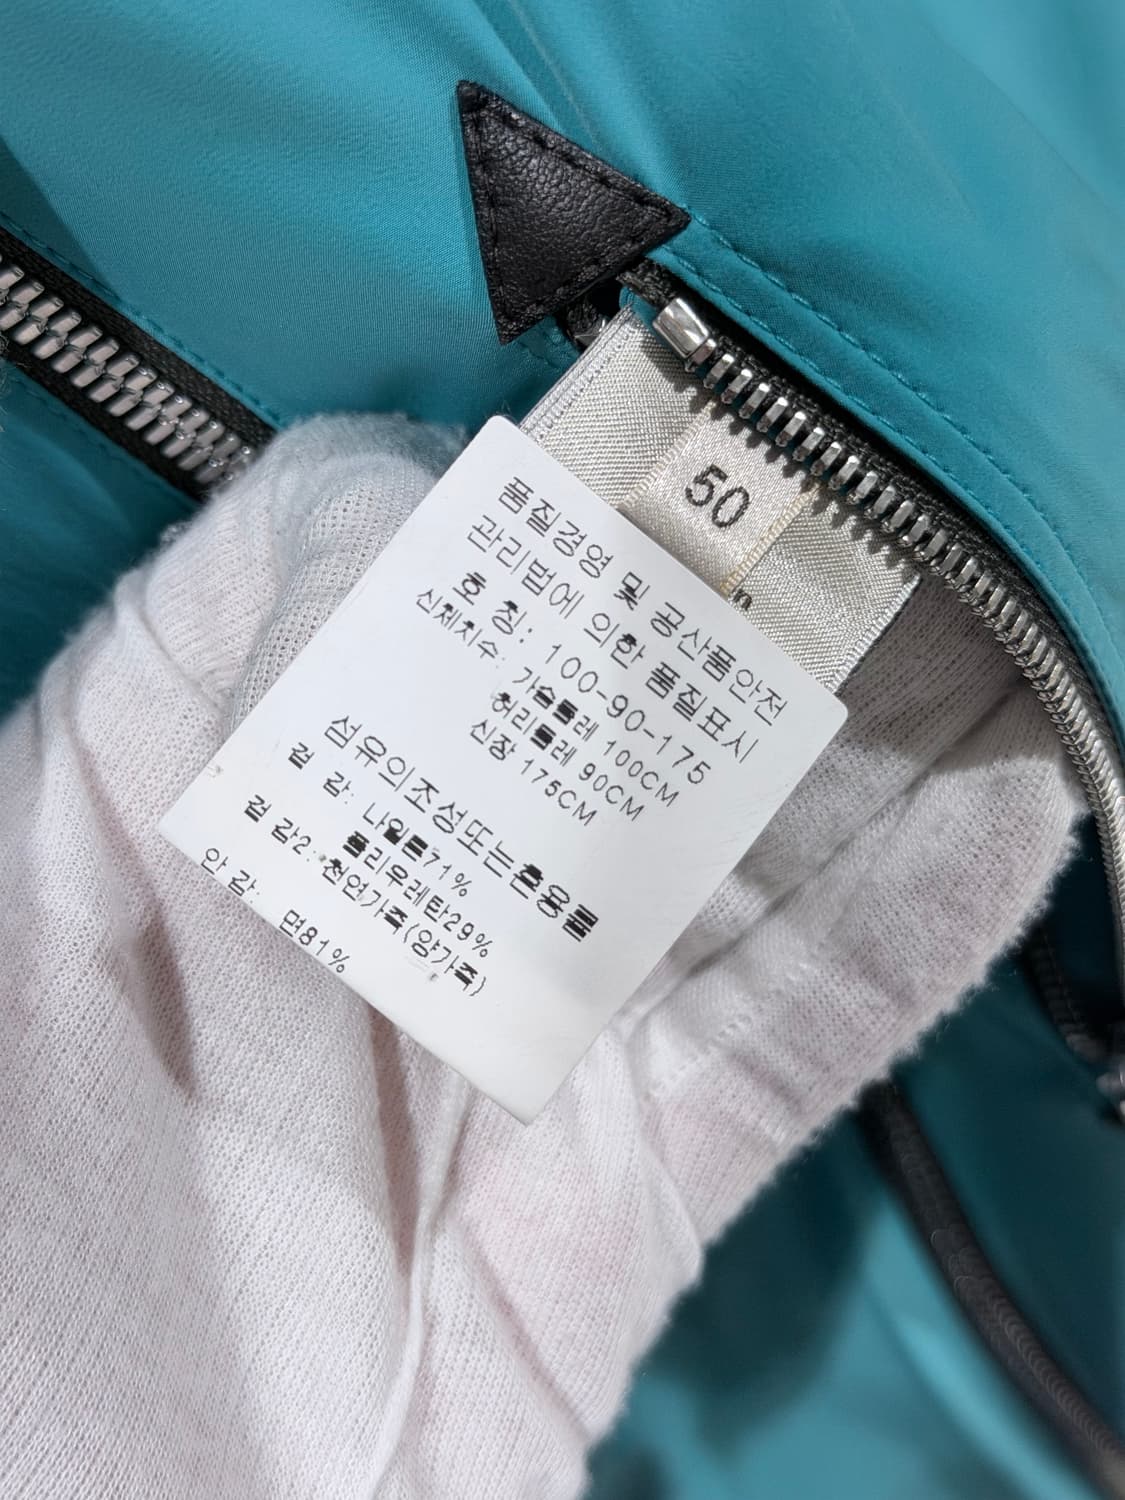 50
품질경영 및 공산품안전
관리법에 의한 품질표시
호 칭: 100-90-175
신체치수: 가슴둘레 100CM
허리둘레 90CM
신장 175CM
섬유의조성또는혼용률
겉 감: 나일론71%
폴리우레탄29%
겉 감2: 천연가죽(양가죽)
안 감: 면81%